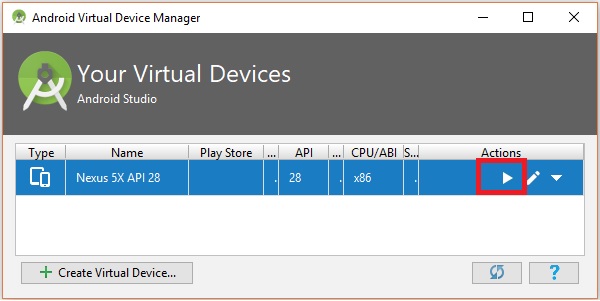 Android Virtual Device Manager
Your Virtual Devices
Android Studio
Type Name Play Store ... API ... CPU/ABI S... Actions
Nexus 5X API 28 . 28 . x86 .
+ Create Virtual Device... ?